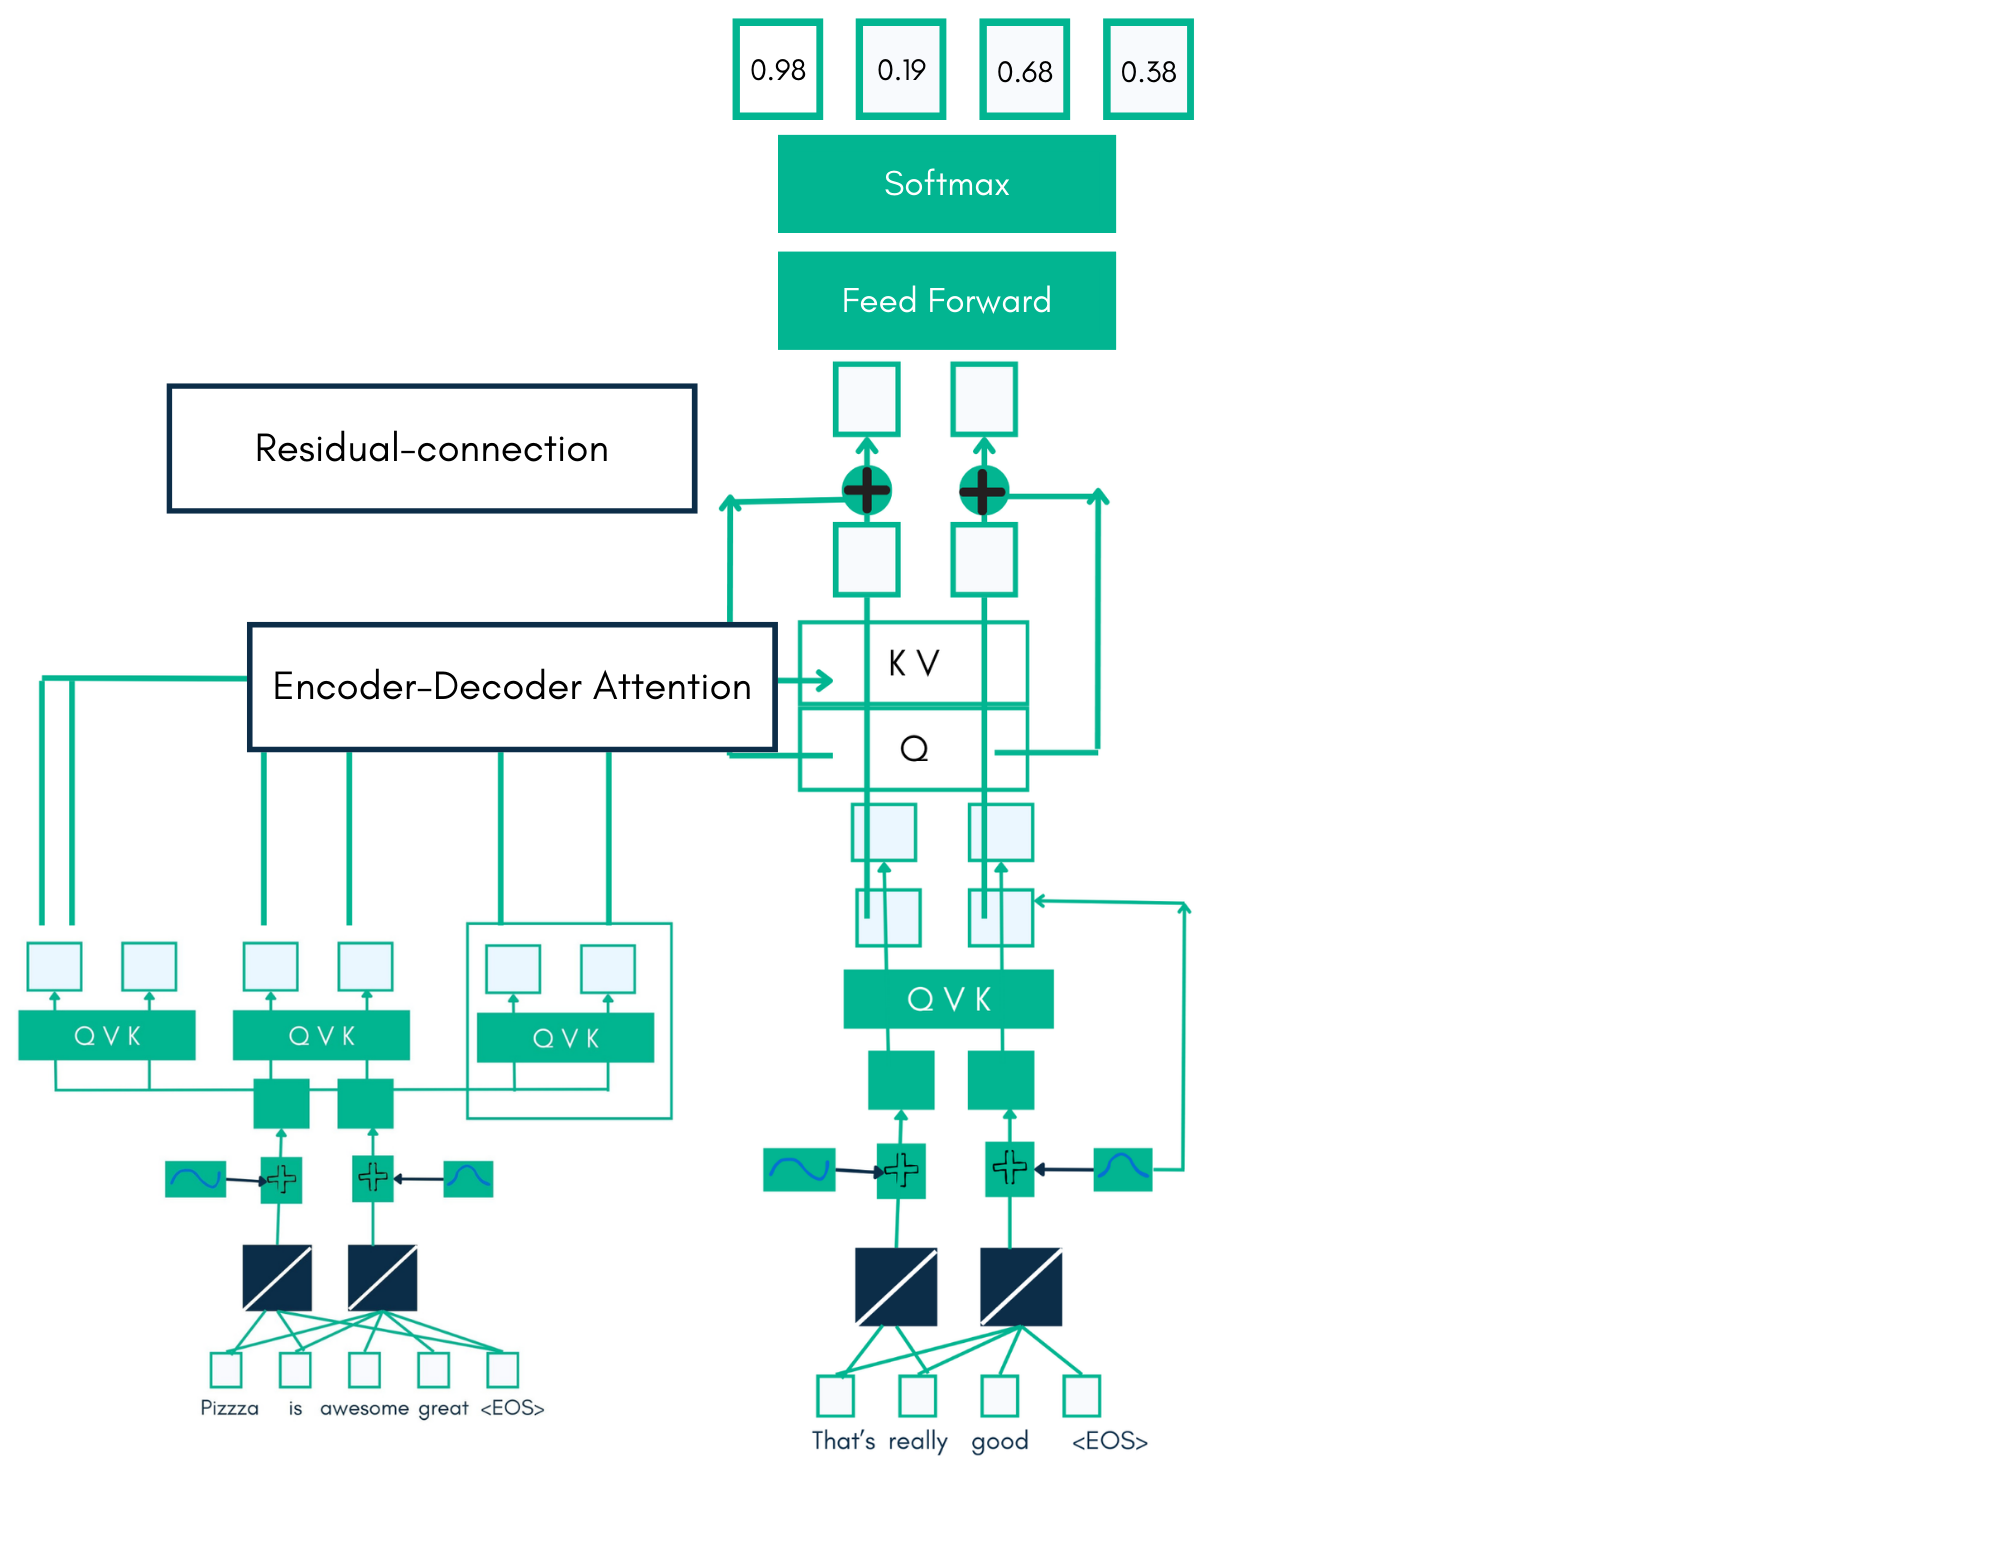 0.98 0.19 0.68 0.38
Softmax
Feed Forward
Residual-connection
K V
Encoder-Decoder Attention
Q
Q V K
Q V K
Q V K
Q V K
Pizzza is awesome great <EOS>
That's really good <EOS>